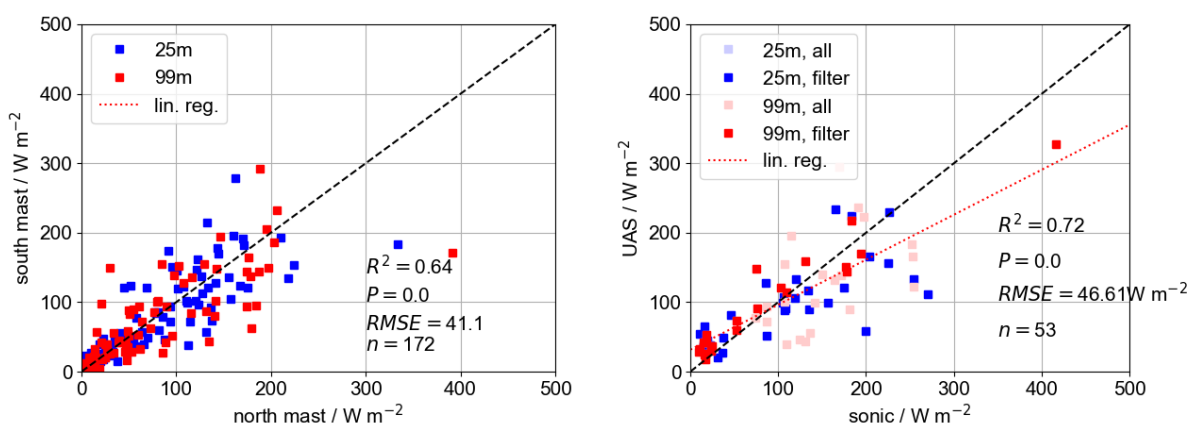 500
400
300
200
100
0
south mast / W m⁻²
25m
99m
lin. reg.
R² = 0.64
P = 0.0
RMSE = 41.1
n = 172
0 100 200 300 400 500
north mast / W m⁻²
500
400
300
200
100
0
UAS / W m⁻²
25m, all
25m, filter
99m, all
99m, filter
lin. reg.
R² = 0.72
P = 0.0
RMSE = 46.61W m⁻²
n = 53
0 100 200 300 400 500
sonic / W m⁻²